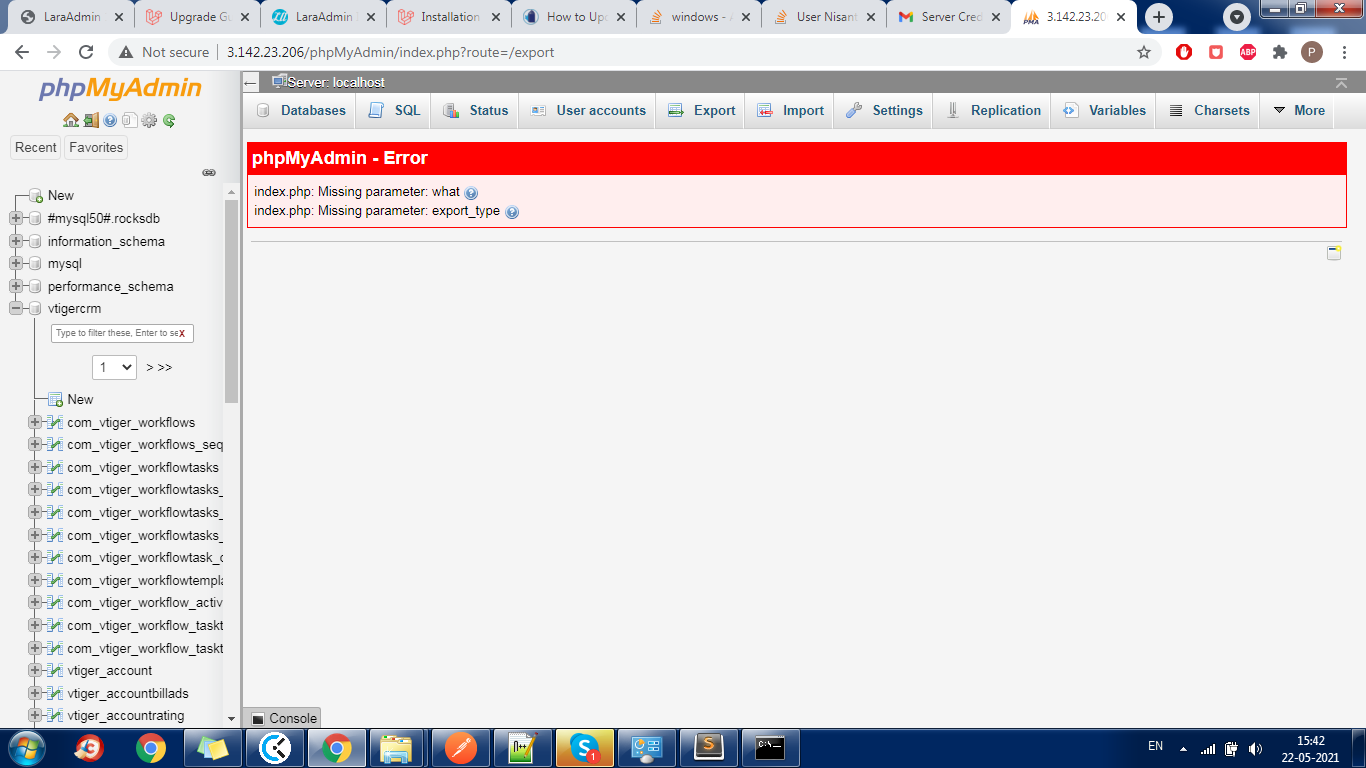 LaraAdmin
Upgrade Gu
LaraAdmin
Installation
How to Upc
windows - A
User Nisant
Server Cred
PMA
3.142.23.20
Not secure
3.142.23.206/phpMyAdmin/index.php?route=/export
ABP
P
phpMyAdmin
Recent
Favorites
New
#mysql50#.rocksdb
information_schema
mysql
performance_schema
vtigercrm
Type to filter these, Enter to se
X
1
> >>
New
com_vtiger_workflows
com_vtiger_workflows_seq
com_vtiger_workflowtasks
com_vtiger_workflowtasks_
com_vtiger_workflowtasks_
com_vtiger_workflowtasks_
com_vtiger_workflowtask_c
com_vtiger_workflowtempla
com_vtiger_workflow_activ
com_vtiger_workflow_taskt
com_vtiger_workflow_taskt
vtiger_account
vtiger_accountbillads
vtiger_accountrating
Server: localhost
Databases
SQL
Status
User accounts
Export
Import
Settings
Replication
Variables
Charsets
More
phpMyAdmin - Error
index.php: Missing parameter: what
index.php: Missing parameter: export_type
Console
EN
15:42
22-05-2021